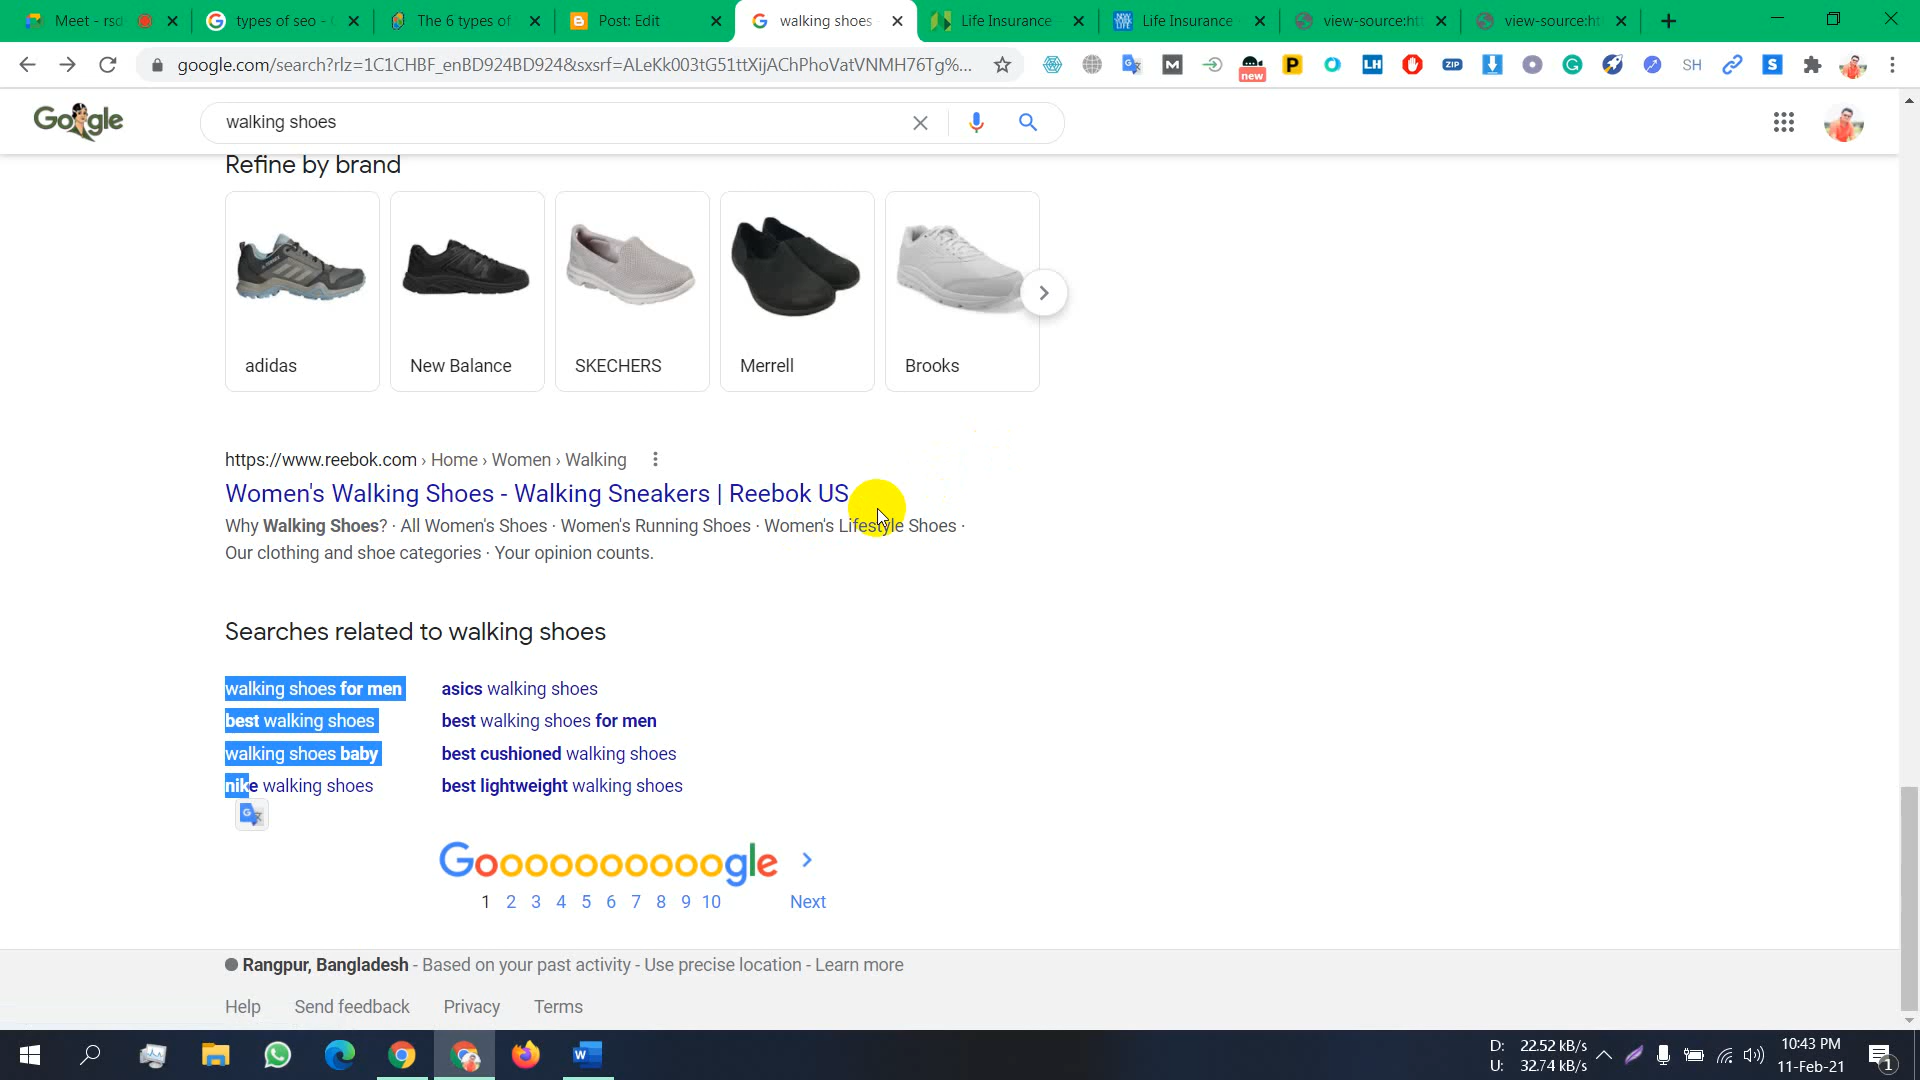 Meet - rsd
types of seo -
The 6 types of
Post: Edit
walking shoes
Life Insurance
Life Insurance
view-source:ht
view-source:ht
google.com/search?rlz=1C1CHBF_enBD924BD924&sxsrf=ALeKk003tG51ttXijAChPhoVatVNMH76Tg%...
M
new
P
LH
ZIP
SH
S
Google
walking shoes
Refine by brand
adidas
New Balance
SKECHERS
Merrell
Brooks
https://www.reebok.com › Home › Women › Walking
Women's Walking Shoes - Walking Sneakers | Reebok US
Why Walking Shoes? · All Women's Shoes · Women's Running Shoes · Women's Lifestyle Shoes ·
Our clothing and shoe categories · Your opinion counts.
Searches related to walking shoes
walking shoes for men
asics walking shoes
best walking shoes
best walking shoes for men
walking shoes baby
best cushioned walking shoes
nike walking shoes
best lightweight walking shoes
Goooooooooogle
1 2 3 4 5 6 7 8 9 10 Next
Rangpur, Bangladesh - Based on your past activity - Use precise location - Learn more
Help Send feedback Privacy Terms
D: 22.52 kB/s
U: 32.74 kB/s
10:43 PM
11-Feb-21
1